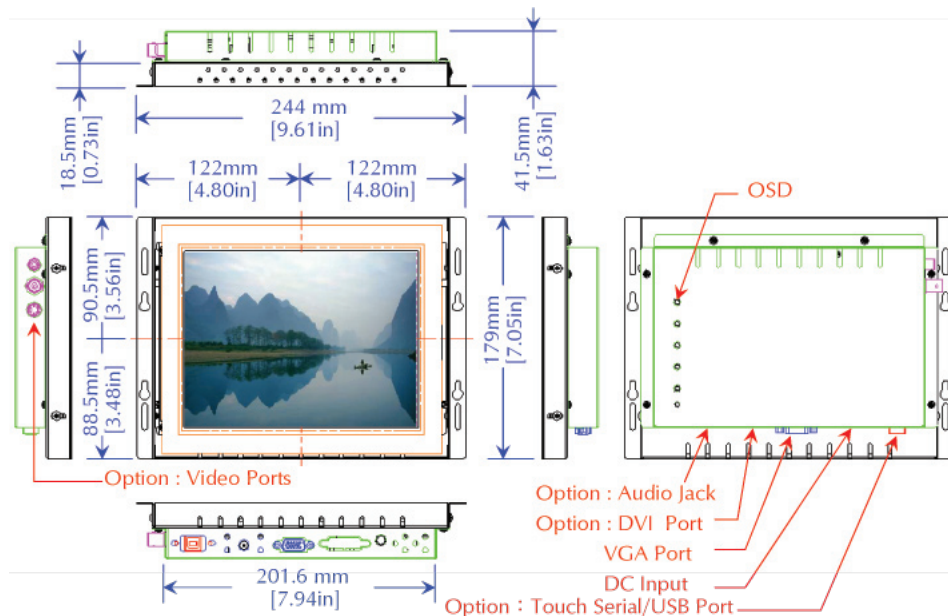 244 mm
[9.61in]
18.5mm
[0.73in]
41.5mm
[1.63in]
122mm
[4.80in]
122mm
[4.80in]
OSD
90.5mm
[3.56in]
88.5mm
[3.48in]
179mm
[7.05in]
Option : Video Ports
Option : Audio Jack
Option : DVI Port
VGA Port
DC Input
Option : Touch Serial/USB Port
201.6 mm
[7.94in]